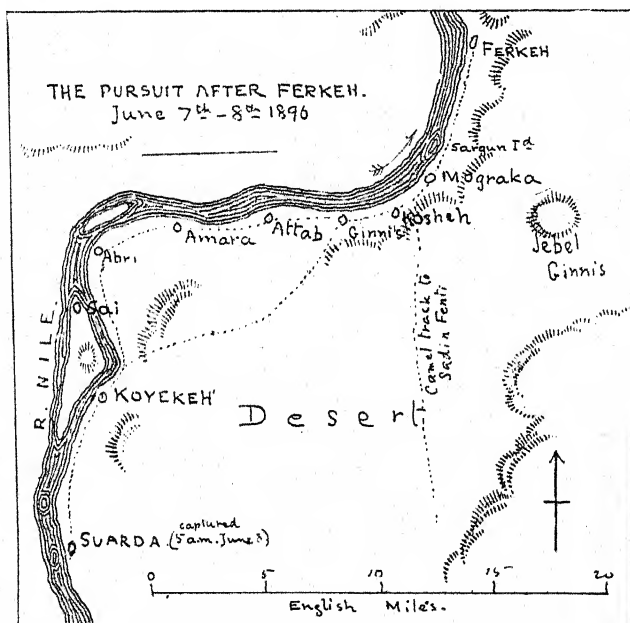 THE PURSUIT AFTER FERKEH.
June 7th - 8th 1896
FERKEH
Sargun Id
Mograka
Kosheh
Ginnis
Attab
Amara
Abri
Jebel
Ginnis
Sai
R. NILE
Camel track to
Sadin Fenti
KOYEKEH
Desert
SUARDA. (captured
5 a.m. June 8)
0 5 10 15 20
English Miles.